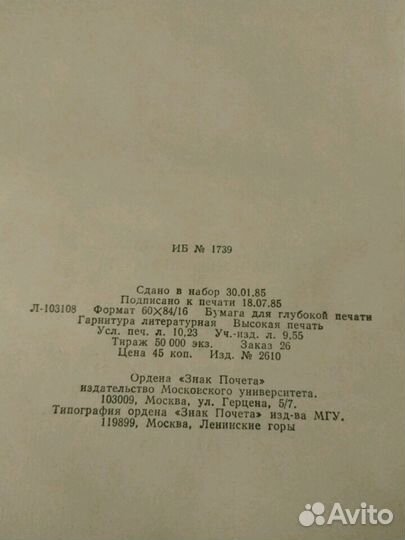 ИБ № 1739
Сдано в набор 30.01.85
Подписано к печати 18.07.85
Л-103108 Формат 60×84/16 Бумага для глубокой печати
Гарнитура литературная Высокая печать
Усл. печ. л. 10,23 Уч.-изд. л. 9,55
Тираж 50 000 экз. Заказ 26
Цена 45 коп. Изд. № 2610
Ордена «Знак Почета»
издательство Московского университета.
103009, Москва, ул. Герцена, 5/7.
Типография ордена «Знак Почета» изд-ва МГУ.
119899, Москва, Ленинские горы
Avito